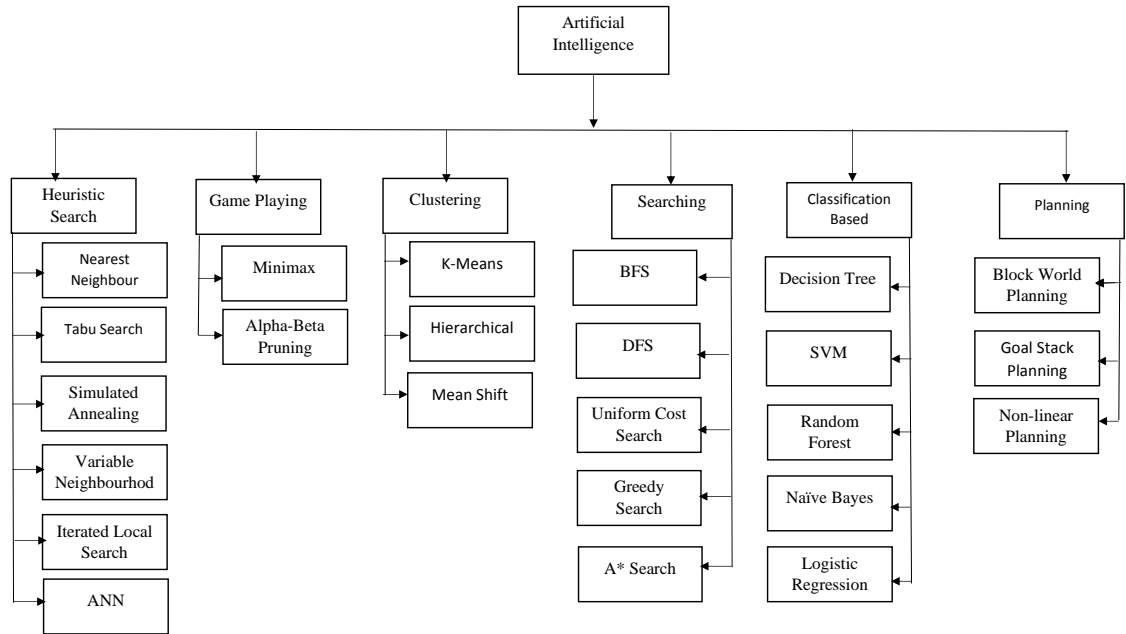 Artificial
Intelligence
Heuristic
Search
Nearest
Neighbour
Tabu Search
Simulated
Annealing
Variable
Neighbourhod
Iterated Local
Search
ANN
Game Playing
Minimax
Alpha-Beta
Pruning
Clustering
K-Means
Hierarchical
Mean Shift
Searching
BFS
DFS
Uniform Cost
Search
Greedy
Search
A* Search
Classification
Based
Decision Tree
SVM
Random
Forest
Naïve Bayes
Logistic
Regression
Planning
Block World
Planning
Goal Stack
Planning
Non-linear
Planning